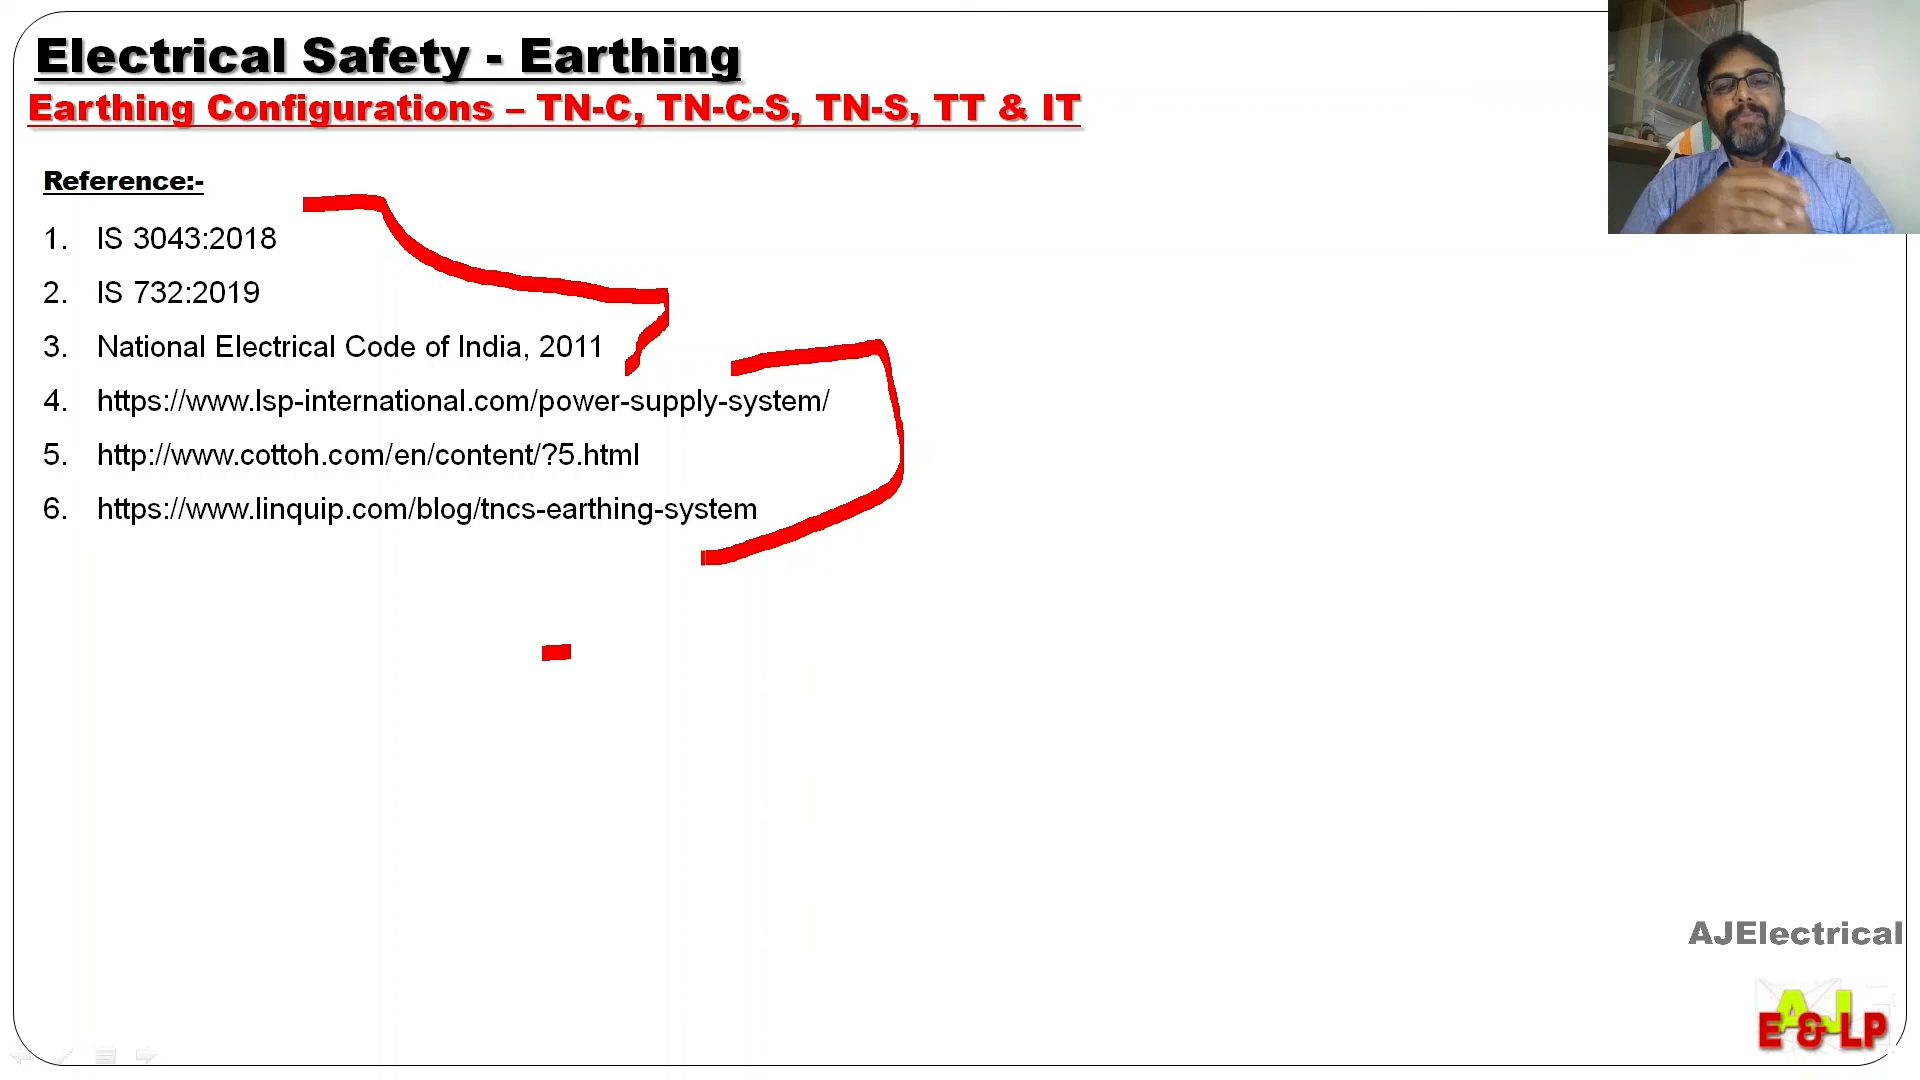 Electrical Safety - Earthing
Earthing Configurations – TN-C, TN-C-S, TN-S, TT & IT
Reference:-
1. IS 3043:2018
2. IS 732:2019
3. National Electrical Code of India, 2011
4. https://www.lsp-international.com/power-supply-system/
5. http://www.cottoh.com/en/content/?5.html
6. https://www.linquip.com/blog/tncs-earthing-system
AJElectrical
AJ
E & LP